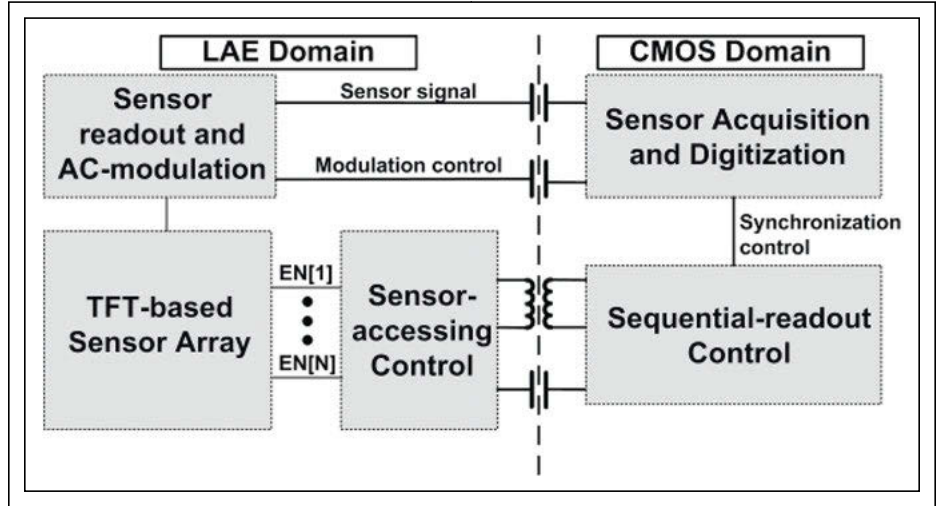 LAE Domain
CMOS Domain
Sensor
readout and
AC-modulation
Sensor signal
Modulation control
Sensor Acquisition
and Digitization
Synchronization
control
TFT-based
Sensor Array
EN[1]
EN[N]
Sensor-
accessing
Control
Sequential-readout
Control